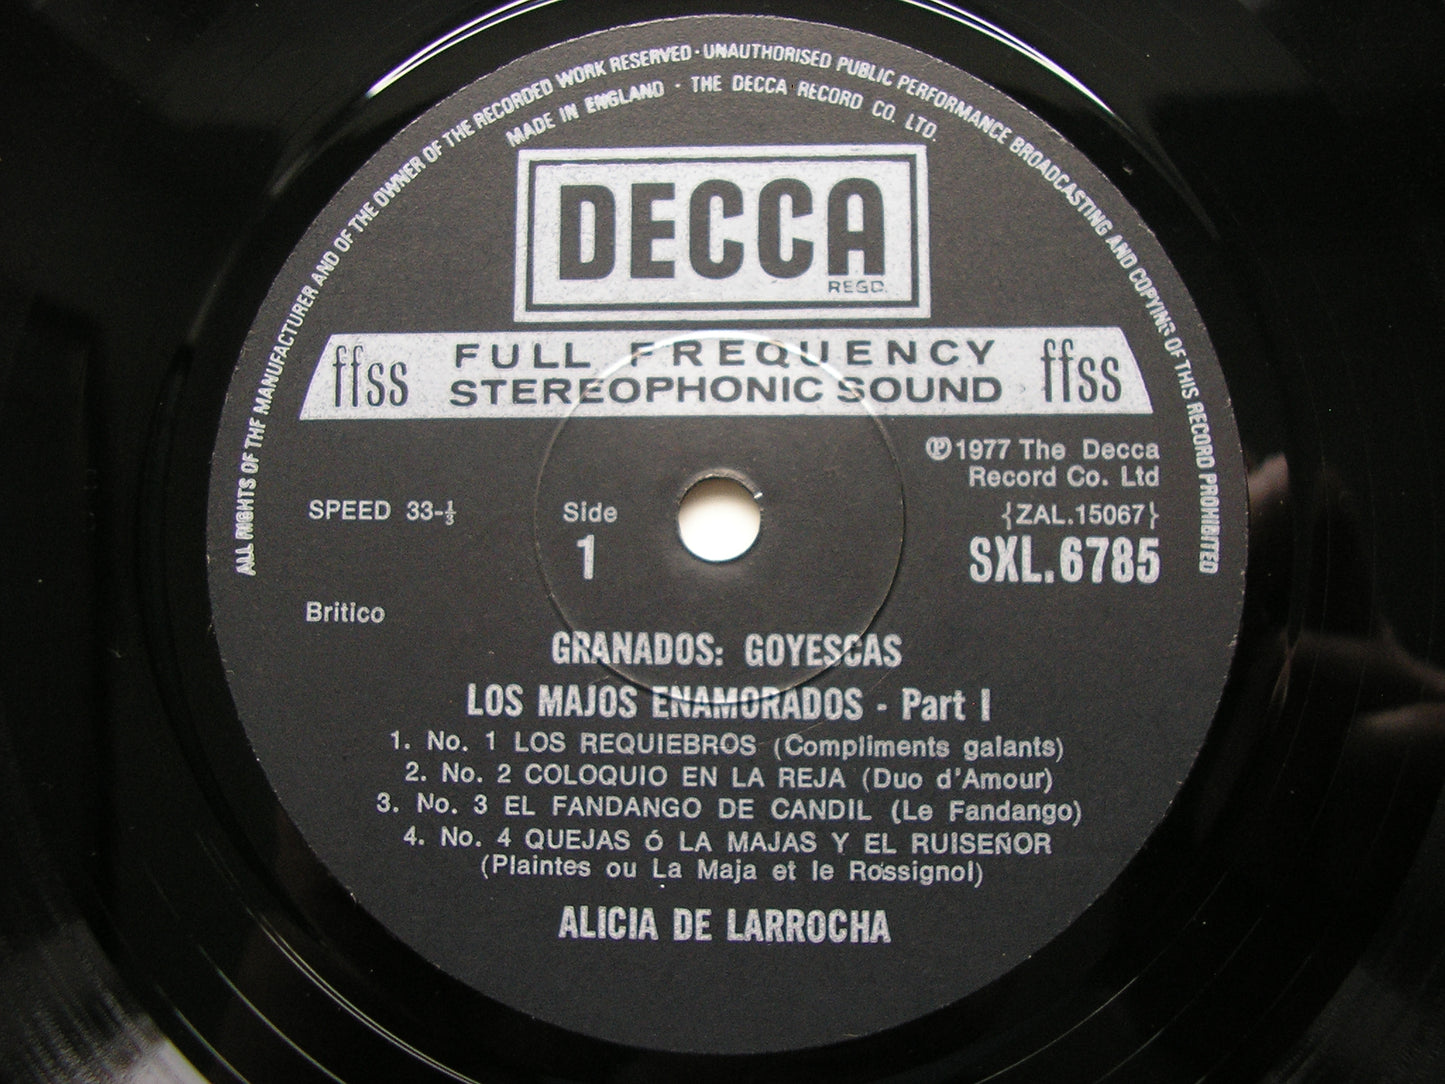 ALL RIGHTS OF THE MANUFACTURER AND OF THE OWNER OF THE RECORDED WORK RESERVED · UNAUTHORISED PUBLIC PERFORMANCE BROADCASTING AND COPYING OF THIS RECORD PROHIBITED
MADE IN ENGLAND · THE DECCA RECORD CO. LTD.
DECCA
REGD.
ffss FULL FREQUENCY ffss
STEREOPHONIC SOUND
℗ 1977 The Decca
Record Co. Ltd
SPEED 33-⅓ Side {ZAL.15067}
1 SXL.6785
Britico
GRANADOS: GOYESCAS
LOS MAJOS ENAMORADOS - Part I
1. No. 1 LOS REQUIEBROS (Compliments galants)
2. No. 2 COLOQUIO EN LA REJA (Duo d'Amour)
3. No. 3 EL FANDANGO DE CANDIL (Le Fandango)
4. No. 4 QUEJAS ó LA MAJAS Y EL RUISEÑOR
(Plaintes ou La Maja et le Rossignol)
ALICIA DE LARROCHA